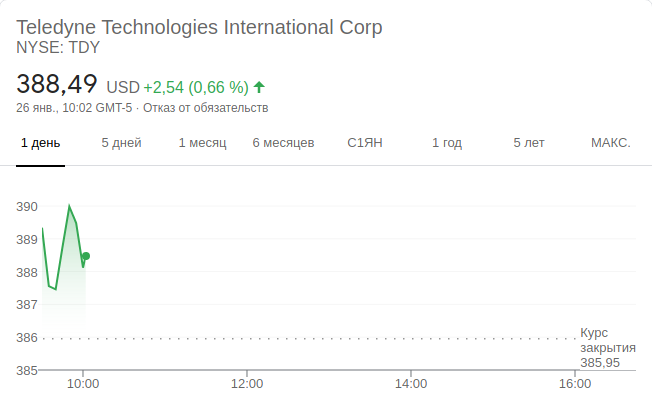 Teledyne Technologies International Corp
NYSE: TDY
388,49 USD +2,54 (0,66 %)
26 янв., 10:02 GMT-5 · Отказ от обязательств
1 день 5 дней 1 месяц 6 месяцев С1ЯН 1 год 5 лет МАКС.
390
389
388
387
386
Курс
закрытия
385,95
385
10:00 12:00 14:00 16:00